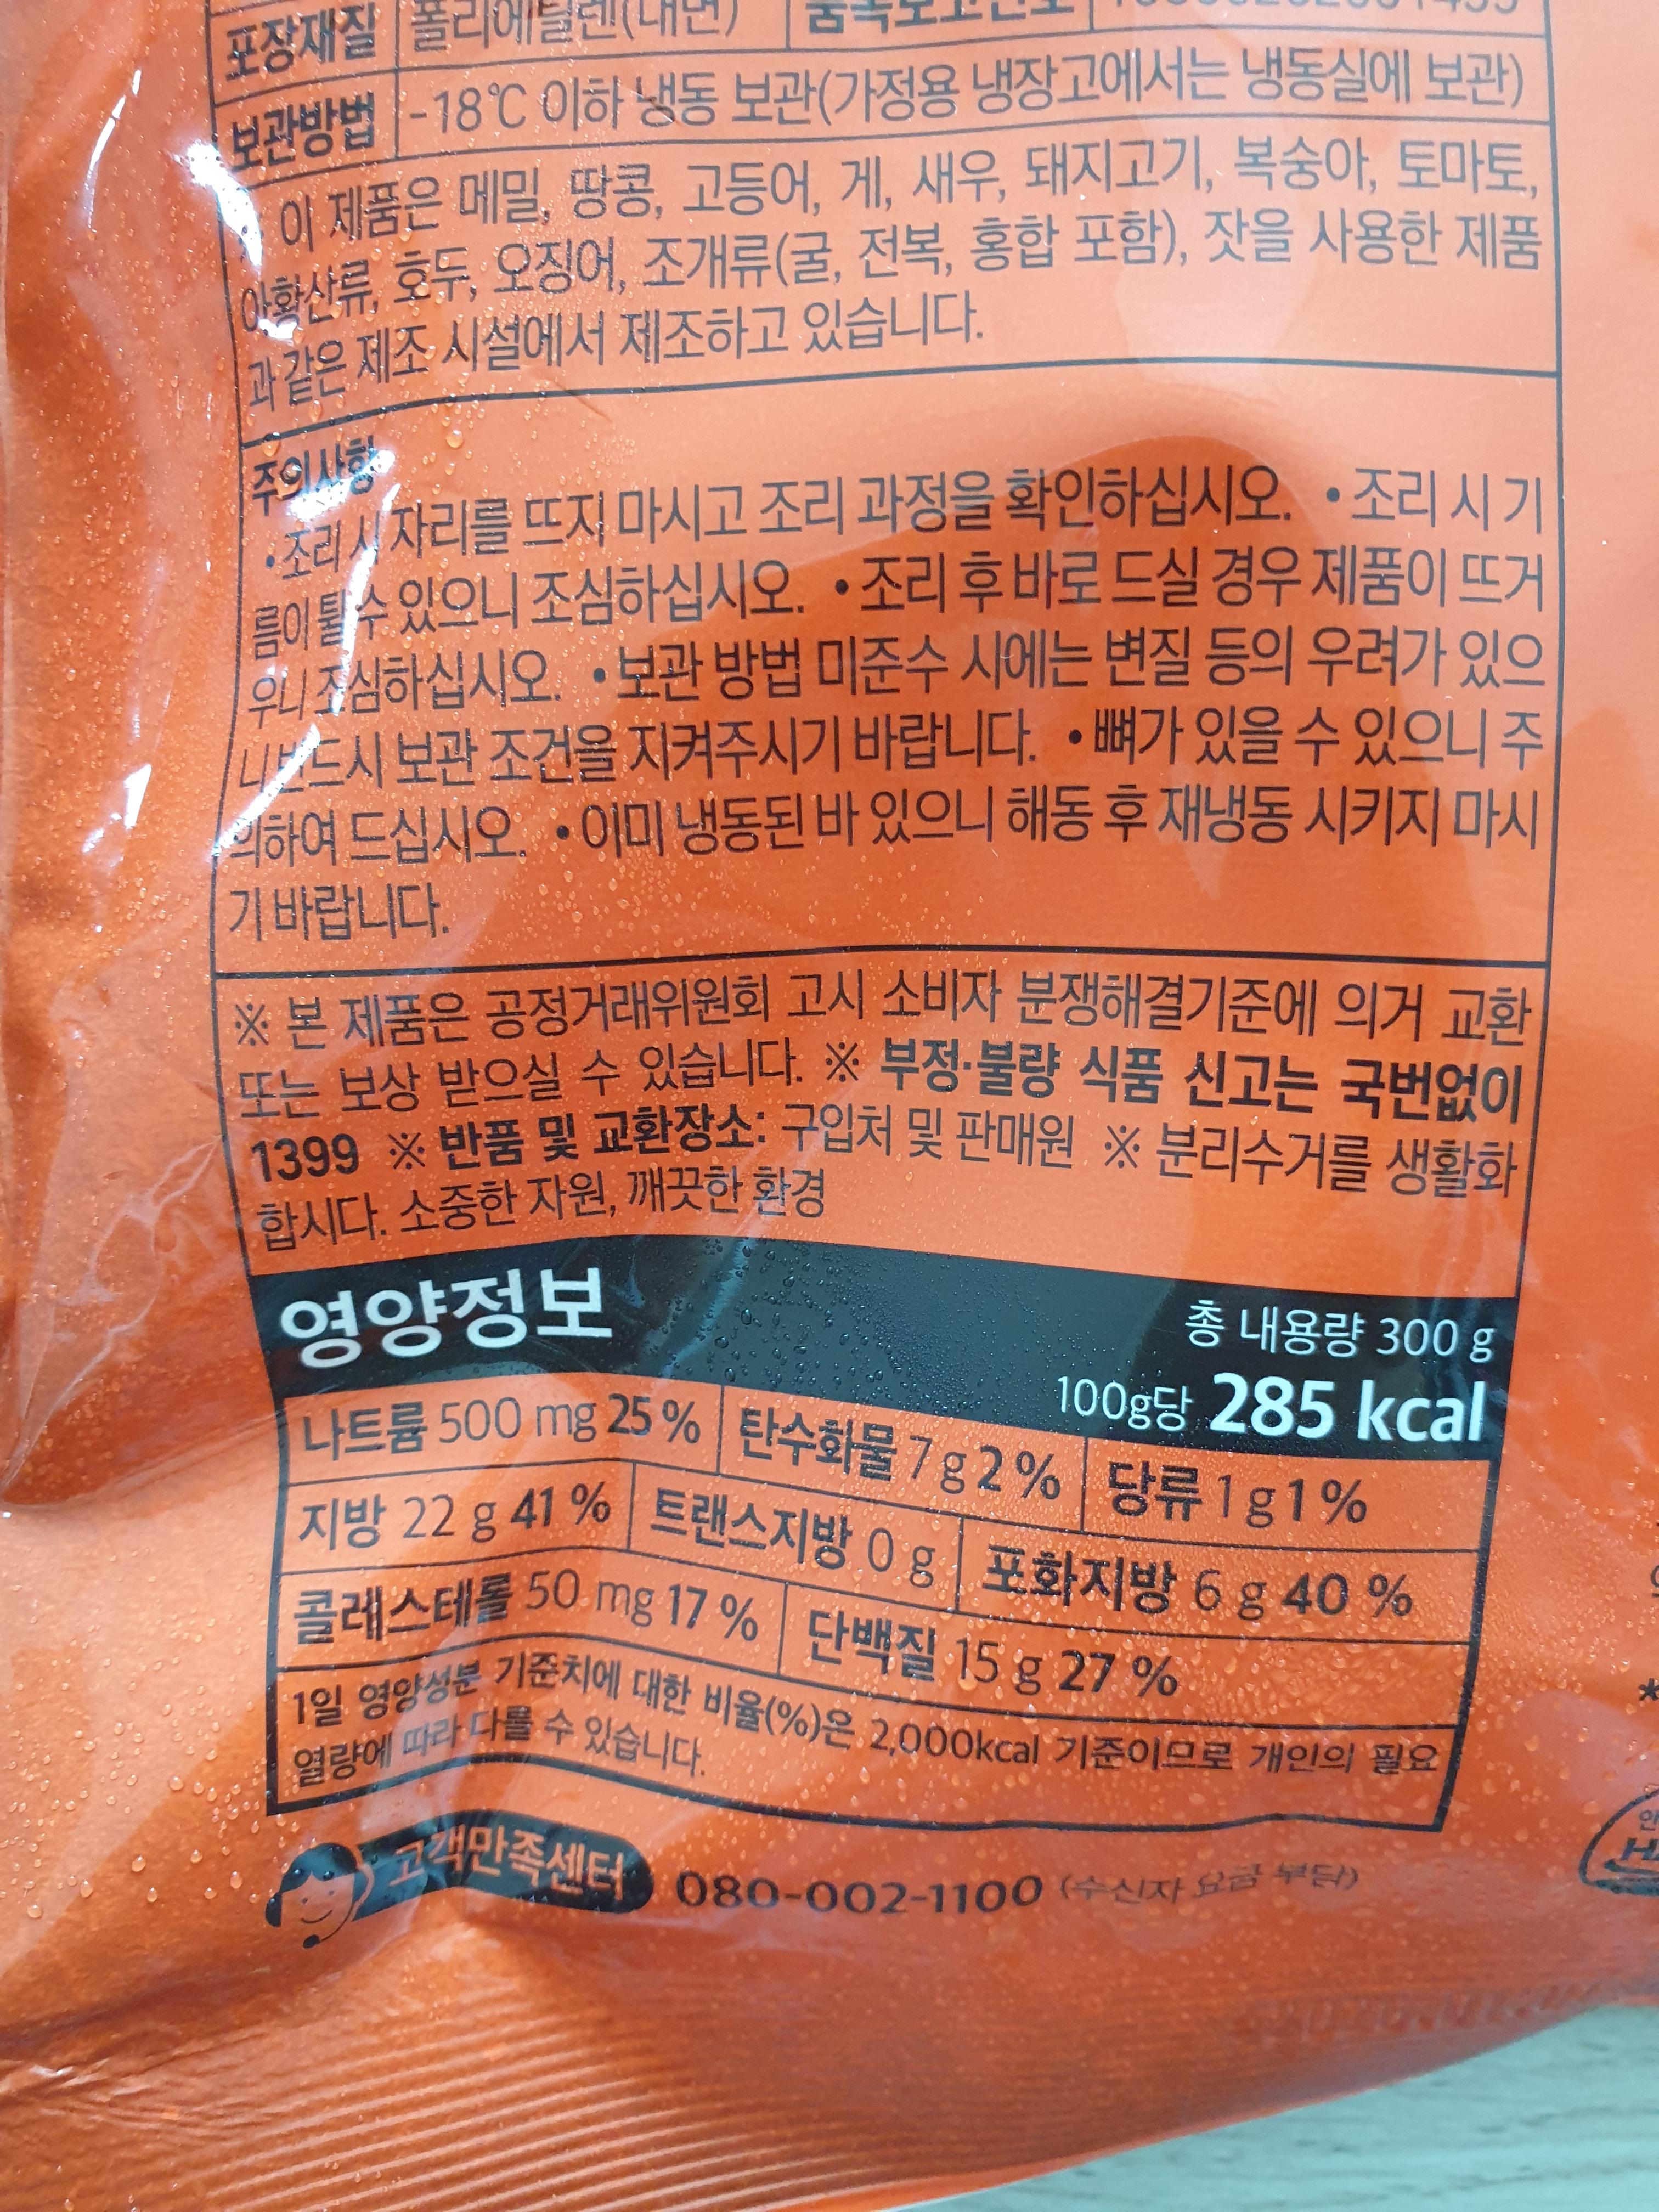 포장재질 폴리에틸렌(내면)
보관방법 -18℃ 이하 냉동 보관(가정용 냉장고에서는 냉동실에 보관)
이 제품은 메밀, 땅콩, 고등어, 게, 새우, 돼지고기, 복숭아, 토마토,
아황산류, 호두, 오징어, 조개류(굴, 전복, 홍합 포함), 잣을 사용한 제품
과 같은 제조 시설에서 제조하고 있습니다.
주의사항
•조리 시 자리를 뜨지 마시고 조리 과정을 확인하십시오. •조리 시 기
름이 튈 수 있으니 조심하십시오. •조리 후 바로 드실 경우 제품이 뜨거
우니 조심하십시오. •보관 방법 미준수 시에는 변질 등의 우려가 있으
니 반드시 보관 조건을 지켜주시기 바랍니다. •뼈가 있을 수 있으니 주
의하여 드십시오. •이미 냉동된 바 있으니 해동 후 재냉동 시키지 마시
기 바랍니다.
※ 본 제품은 공정거래위원회 고시 소비자 분쟁해결기준에 의거 교환
또는 보상 받으실 수 있습니다. ※ 부정·불량 식품 신고는 국번없이
1399 ※ 반품 및 교환장소: 구입처 및 판매원 ※ 분리수거를 생활화
합시다. 소중한 자원, 깨끗한 환경
영양정보
총 내용량 300 g
100g당 285 kcal
나트륨 500 mg 25 % 탄수화물 7 g 2 % 당류 1 g 1 %
지방 22 g 41 % 트랜스지방 0 g 포화지방 6 g 40 %
콜레스테롤 50 mg 17 % 단백질 15 g 27 %
1일 영양성분 기준치에 대한 비율(%)은 2,000kcal 기준이므로 개인의 필요
열량에 따라 다를 수 있습니다.
고객만족센터 080-002-1100 (수신자 요금 부담)